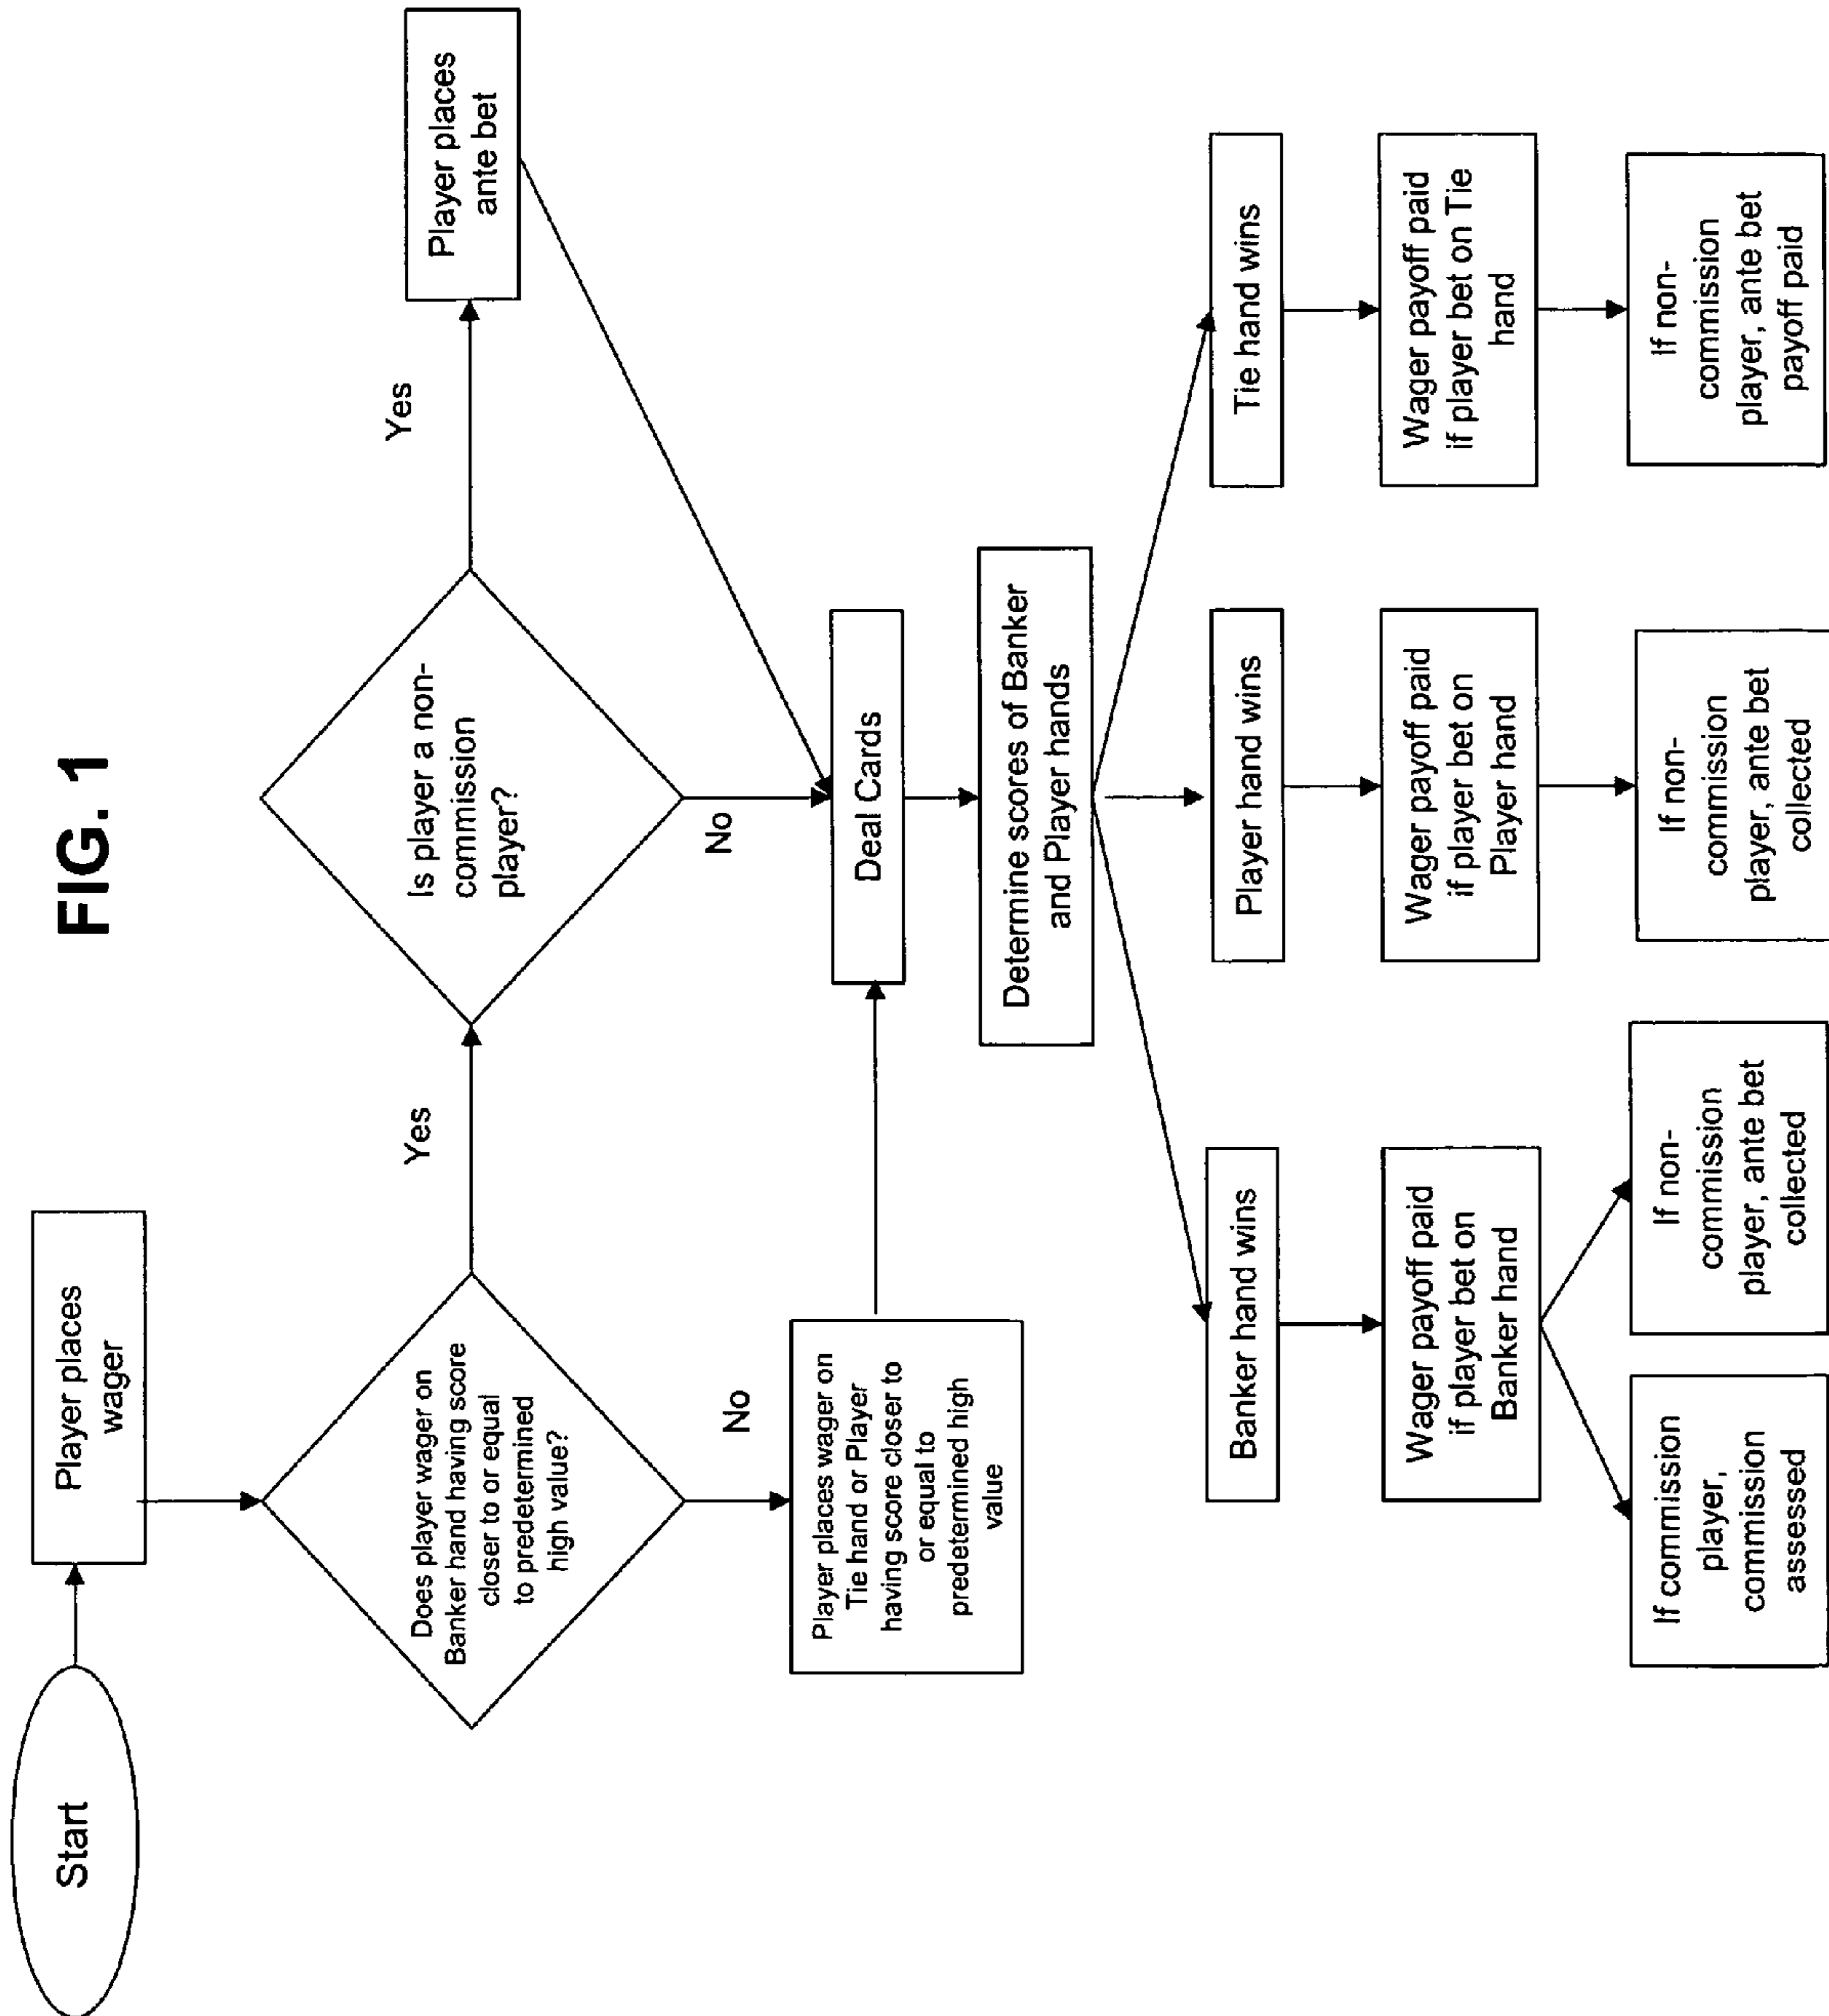 FIG. 1
Start
Player places
wager
Does player wager on
Banker hand having score
closer to or equal
to predetermined
high value?
Yes
No
Is player a non-
commission
player?
Yes
No
Player places
ante bet
Player places wager on
Tie hand or Player
having score closer to
or equal to
predetermined high
value
Deal Cards
Determine scores of Banker
and Player hands
Banker hand wins
Player hand wins
Tie hand wins
Wager payoff paid
if player bet on
Banker hand
Wager payoff paid
if player bet on
Player hand
Wager payoff paid
if player bet on Tie
hand
If commission
player,
commission
assessed
If non-
commission
player, ante bet
collected
If non-
commission
player, ante bet
collected
If non-
commission
player, ante bet
payoff paid